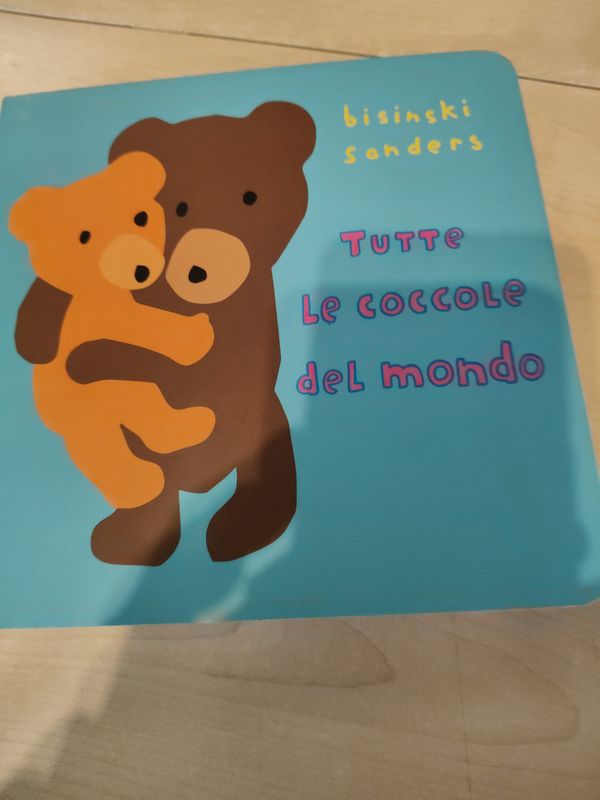 bisinski
sanders
TUTTE
Le COCCOLE
deL mondo